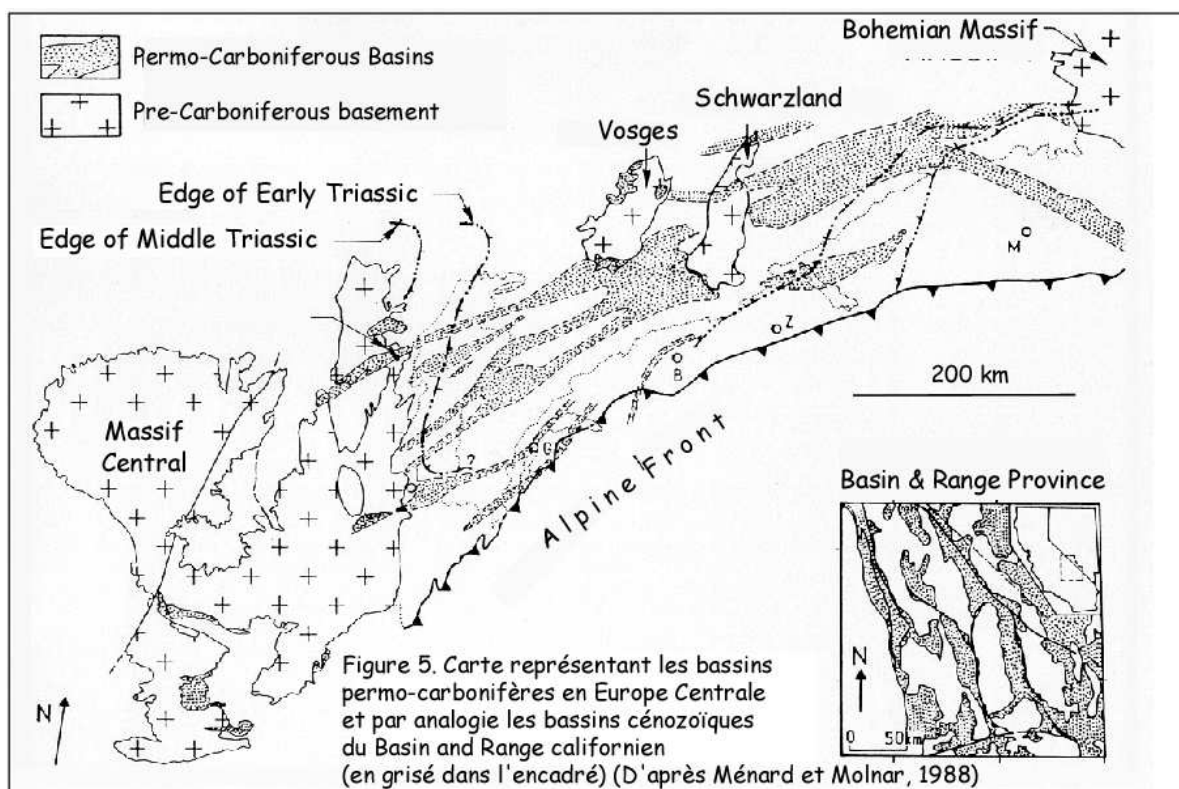 Permo-Carboniferous Basins
Pre-Carboniferous basement
Bohemian Massif
Schwarzland
Vosges
Edge of Early Triassic
Edge of Middle Triassic
M
Z
B
G
?
200 km
Massif
Central
Alpine Front
Basin & Range Province
N
0 50km
N
Figure 5. Carte représentant les bassins
permo-carbonifères en Europe Centrale
et par analogie les bassins cénozoïques
du Basin and Range californien
(en grisé dans l'encadré) (D'après Ménard et Molnar, 1988)